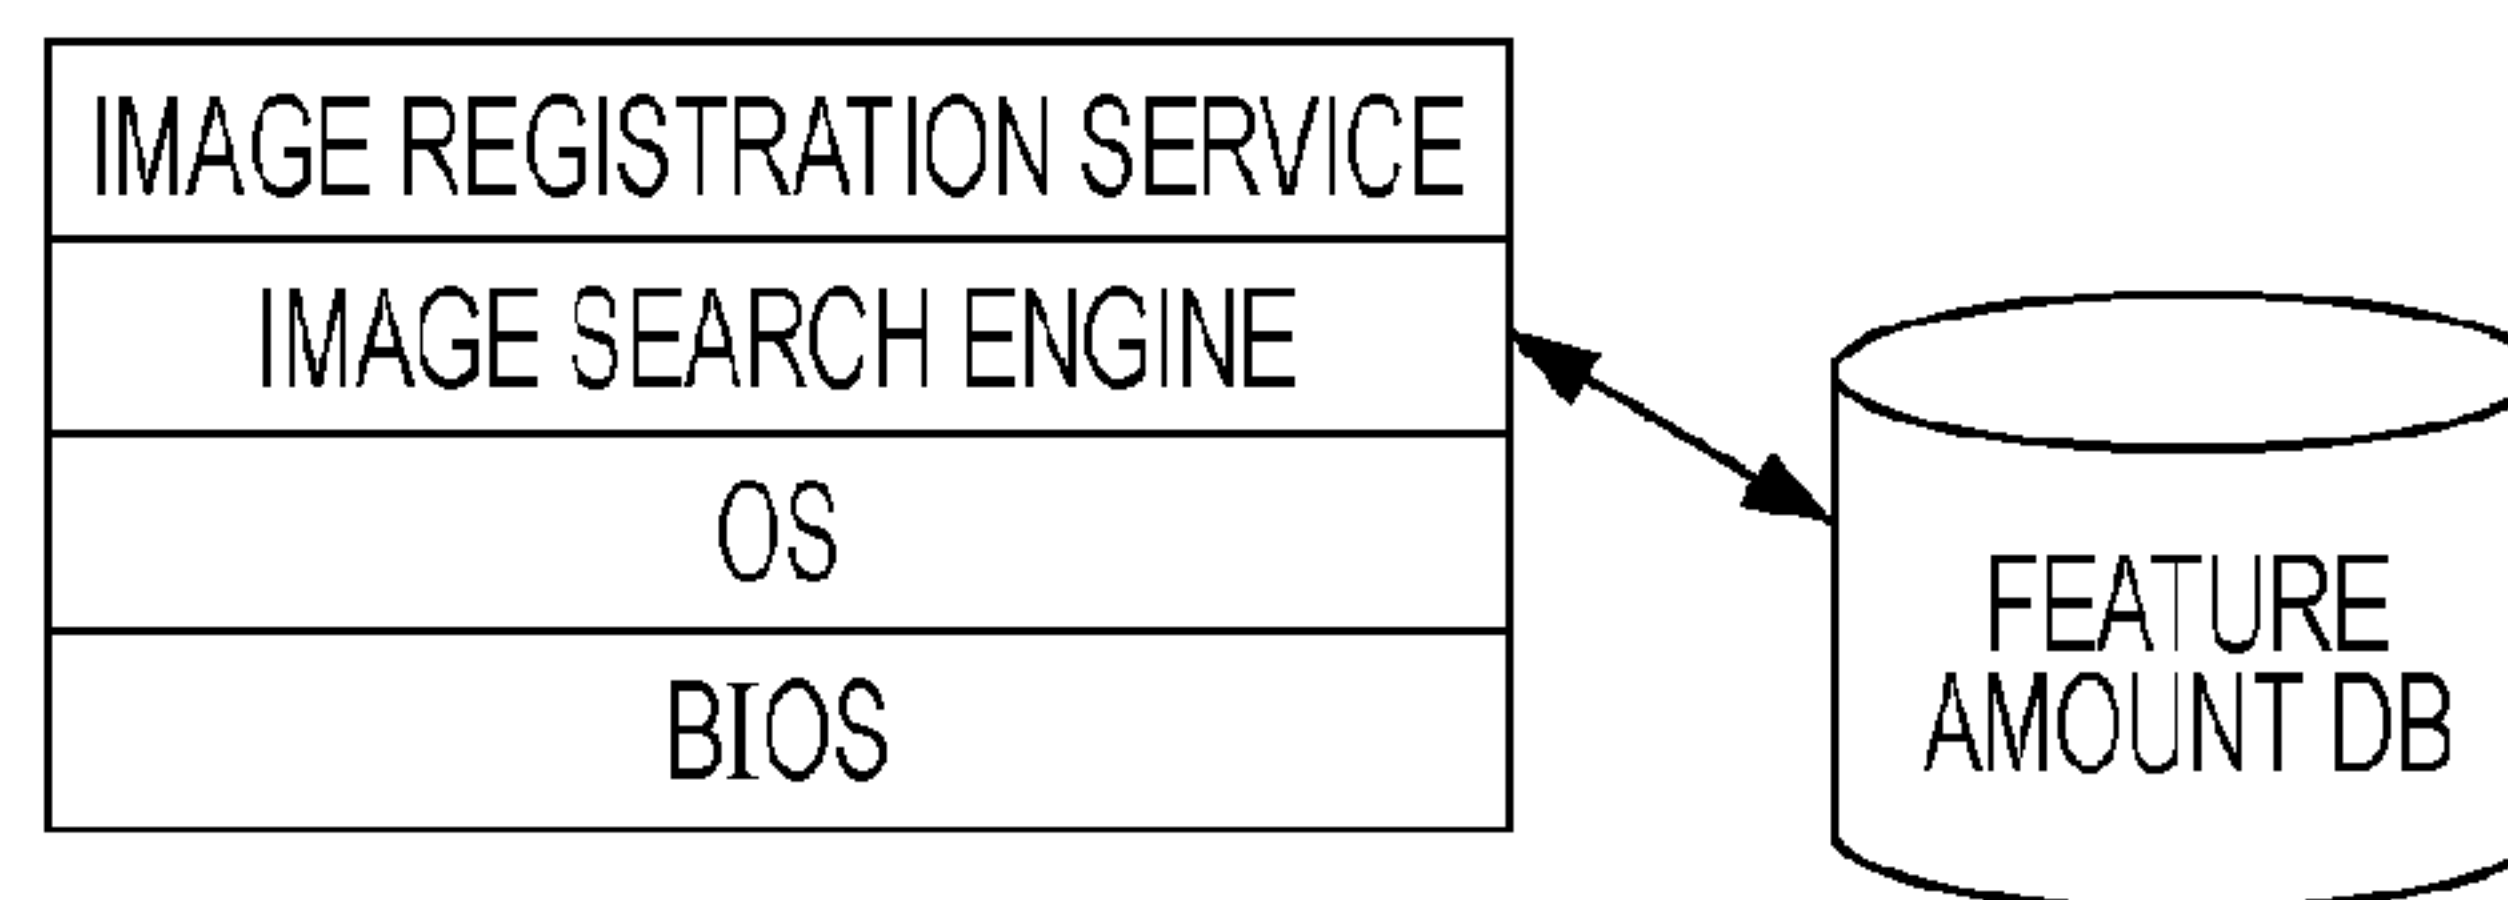 IMAGE REGISTRATION SERVICE
IMAGE SEARCH ENGINE
OS
BIOS
FEATURE
AMOUNT DB